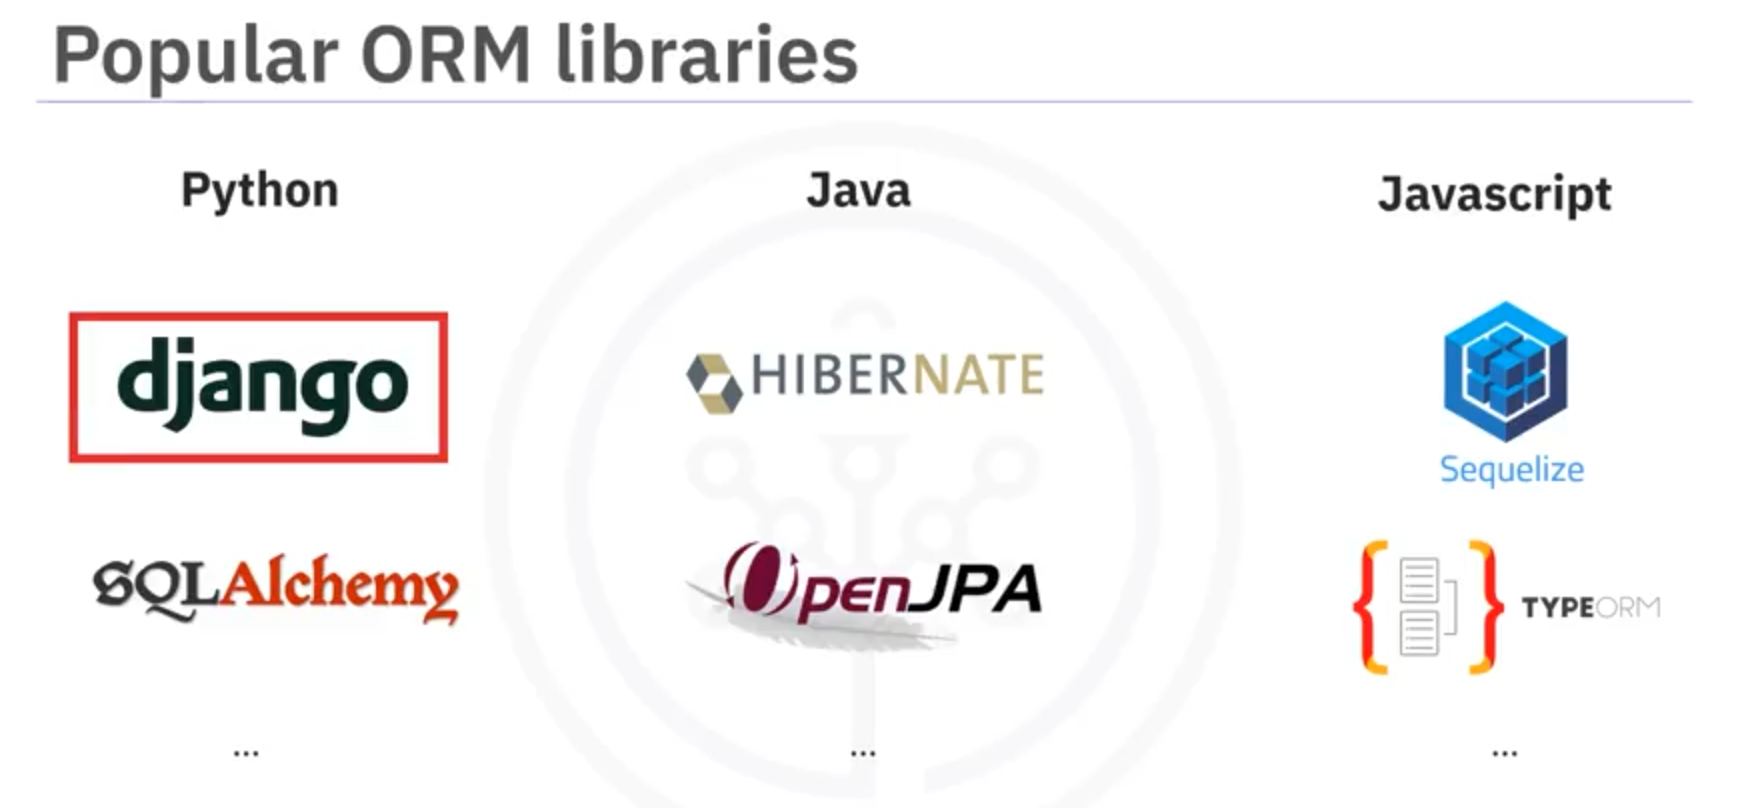 Popular ORM libraries
Python
Java
Javascript
django
HIBERNATE
Sequelize
SQLAlchemy
OpenJPA
TYPEORM
...
...
...